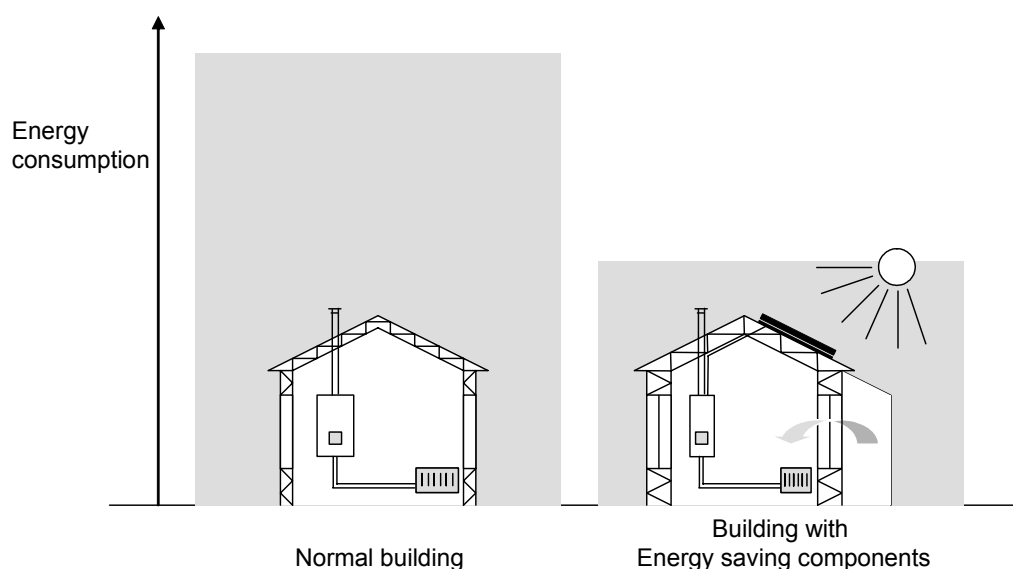 Energy
consumption
Normal building
Building with
Energy saving components